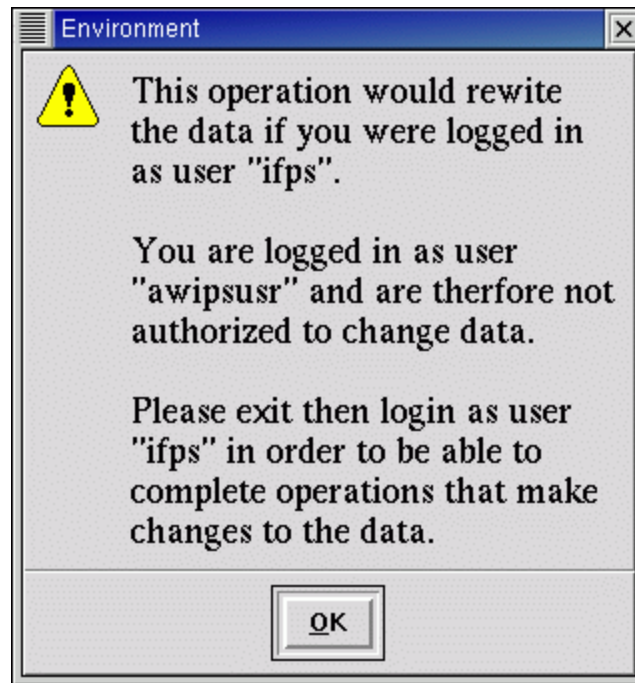 Environment
This operation would rewite
the data if you were logged in
as user "ifps".
You are logged in as user
"awipsusr" and are therfore not
authorized to change data.
Please exit then login as user
"ifps" in order to be able to
complete operations that make
changes to the data.
OK